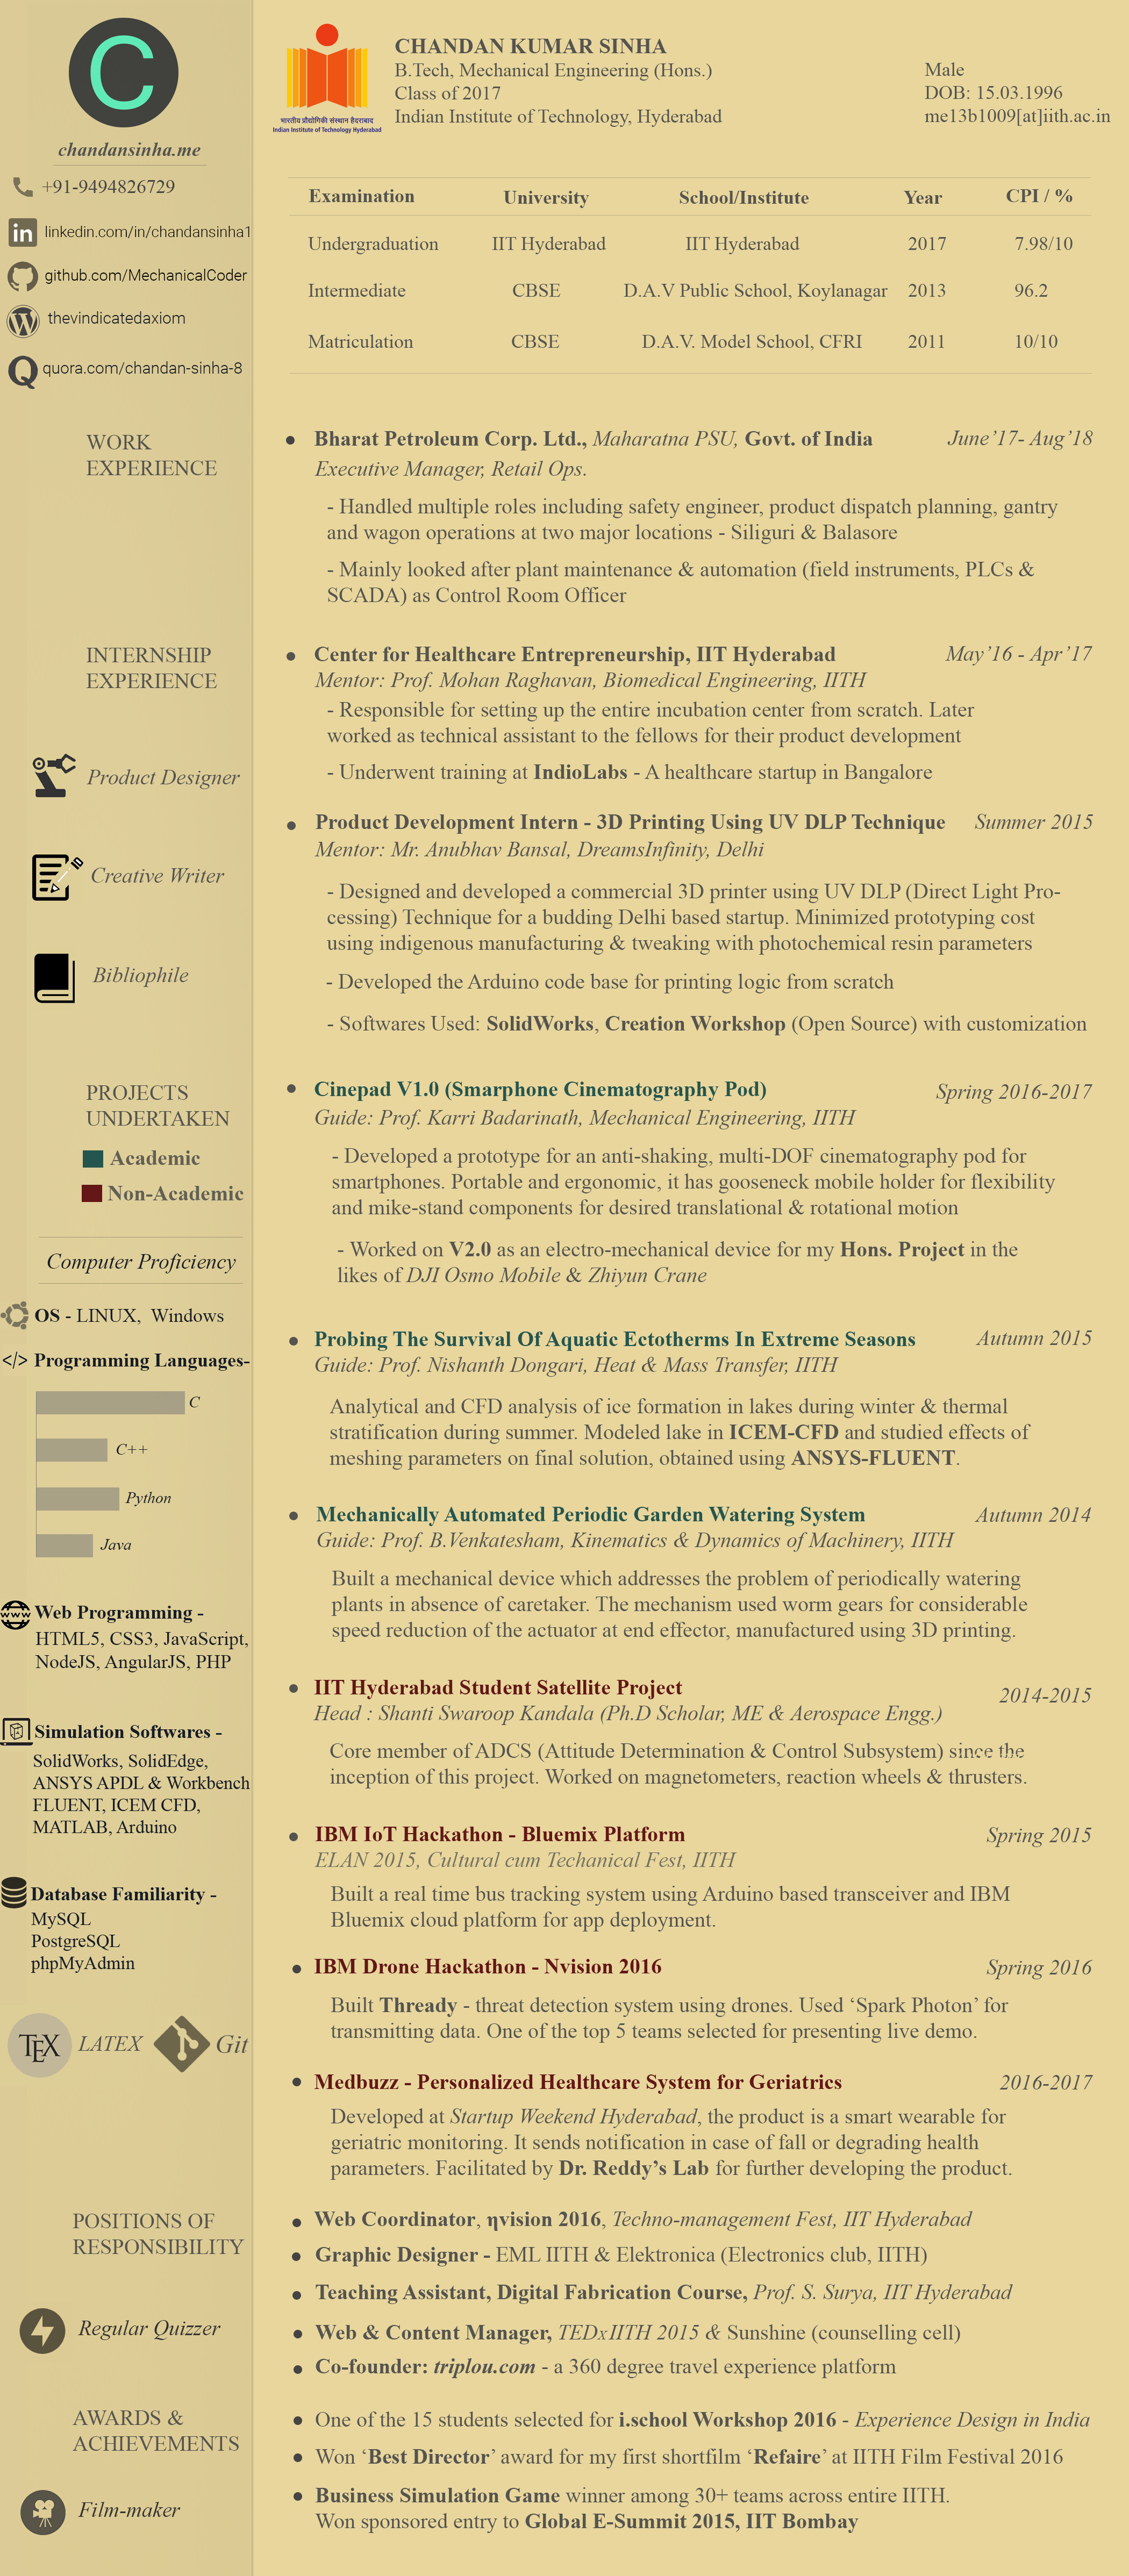 C
chandansinha.me
+91-9494826729
linkedin.com/in/chandansinha1
github.com/MechanicalCoder
thevindicatedaxiom
quora.com/chandan-sinha-8
भारतीय प्रौद्योगिकी संस्थान हैदराबाद
Indian Institute of Technology Hyderabad
CHANDAN KUMAR SINHA
B.Tech, Mechanical Engineering (Hons.)
Class of 2017
Indian Institute of Technology, Hyderabad
Male
DOB: 15.03.1996
me13b1009[at]iith.ac.in
Examination University School/Institute Year CPI / %
Undergraduation IIT Hyderabad IIT Hyderabad 2017 7.98/10
Intermediate CBSE D.A.V Public School, Koylanagar 2013 96.2
Matriculation CBSE D.A.V. Model School, CFRI 2011 10/10
WORK
EXPERIENCE
Bharat Petroleum Corp. Ltd., Maharatna PSU, Govt. of India June’17- Aug’18
Executive Manager, Retail Ops.
- Handled multiple roles including safety engineer, product dispatch planning, gantry
and wagon operations at two major locations - Siliguri & Balasore
- Mainly looked after plant maintenance & automation (field instruments, PLCs &
SCADA) as Control Room Officer
INTERNSHIP
EXPERIENCE
Center for Healthcare Entrepreneurship, IIT Hyderabad May’16 - Apr’17
Mentor: Prof. Mohan Raghavan, Biomedical Engineering, IITH
- Responsible for setting up the entire incubation center from scratch. Later
worked as technical assistant to the fellows for their product development
- Underwent training at IndioLabs - A healthcare startup in Bangalore
Product Designer
Creative Writer
Bibliophile
Product Development Intern - 3D Printing Using UV DLP Technique Summer 2015
Mentor: Mr. Anubhav Bansal, DreamsInfinity, Delhi
- Designed and developed a commercial 3D printer using UV DLP (Direct Light Pro-
cessing) Technique for a budding Delhi based startup. Minimized prototyping cost
using indigenous manufacturing & tweaking with photochemical resin parameters
- Developed the Arduino code base for printing logic from scratch
- Softwares Used: SolidWorks, Creation Workshop (Open Source) with customization
PROJECTS
UNDERTAKEN
Academic
Non-Academic
Cinepad V1.0 (Smarphone Cinematography Pod) Spring 2016-2017
Guide: Prof. Karri Badarinath, Mechanical Engineering, IITH
- Developed a prototype for an anti-shaking, multi-DOF cinematography pod for
smartphones. Portable and ergonomic, it has gooseneck mobile holder for flexibility
and mike-stand components for desired translational & rotational motion
- Worked on V2.0 as an electro-mechanical device for my Hons. Project in the
likes of DJI Osmo Mobile & Zhiyun Crane
Computer Proficiency
OS - LINUX, Windows
</> Programming Languages-
C
C++
Python
Java
Web Programming -
HTML5, CSS3, JavaScript,
NodeJS, AngularJS, PHP
Simulation Softwares -
SolidWorks, SolidEdge,
ANSYS APDL & Workbench
FLUENT, ICEM CFD,
MATLAB, Arduino
Database Familiarity -
MySQL
PostgreSQL
phpMyAdmin
TEX LATEX Git
Probing The Survival Of Aquatic Ectotherms In Extreme Seasons Autumn 2015
Guide: Prof. Nishanth Dongari, Heat & Mass Transfer, IITH
Analytical and CFD analysis of ice formation in lakes during winter & thermal
stratification during summer. Modeled lake in ICEM-CFD and studied effects of
meshing parameters on final solution, obtained using ANSYS-FLUENT.
Mechanically Automated Periodic Garden Watering System Autumn 2014
Guide: Prof. B.Venkatesham, Kinematics & Dynamics of Machinery, IITH
Built a mechanical device which addresses the problem of periodically watering
plants in absence of caretaker. The mechanism used worm gears for considerable
speed reduction of the actuator at end effector, manufactured using 3D printing.
IIT Hyderabad Student Satellite Project 2014-2015
Head : Shanti Swaroop Kandala (Ph.D Scholar, ME & Aerospace Engg.)
Core member of ADCS (Attitude Determination & Control Subsystem) since the
inception of this project. Worked on magnetometers, reaction wheels & thrusters.
IBM IoT Hackathon - Bluemix Platform Spring 2015
ELAN 2015, Cultural cum Techanical Fest, IITH
Built a real time bus tracking system using Arduino based transceiver and IBM
Bluemix cloud platform for app deployment.
IBM Drone Hackathon - Nvision 2016 Spring 2016
Built Thready - threat detection system using drones. Used ‘Spark Photon’ for
transmitting data. One of the top 5 teams selected for presenting live demo.
Medbuzz - Personalized Healthcare System for Geriatrics 2016-2017
Developed at Startup Weekend Hyderabad, the product is a smart wearable for
geriatric monitoring. It sends notification in case of fall or degrading health
parameters. Facilitated by Dr. Reddy’s Lab for further developing the product.
POSITIONS OF
RESPONSIBILITY
Regular Quizzer
Web Coordinator, ηvision 2016, Techno-management Fest, IIT Hyderabad
Graphic Designer - EML IITH & Elektronica (Electronics club, IITH)
Teaching Assistant, Digital Fabrication Course, Prof. S. Surya, IIT Hyderabad
Web & Content Manager, TEDxIITH 2015 & Sunshine (counselling cell)
Co-founder: triplou.com - a 360 degree travel experience platform
AWARDS &
ACHIEVEMENTS
Film-maker
One of the 15 students selected for i.school Workshop 2016 - Experience Design in India
Won ‘Best Director’ award for my first shortfilm ‘Refaire’ at IITH Film Festival 2016
Business Simulation Game winner among 30+ teams across entire IITH.
Won sponsored entry to Global E-Summit 2015, IIT Bombay